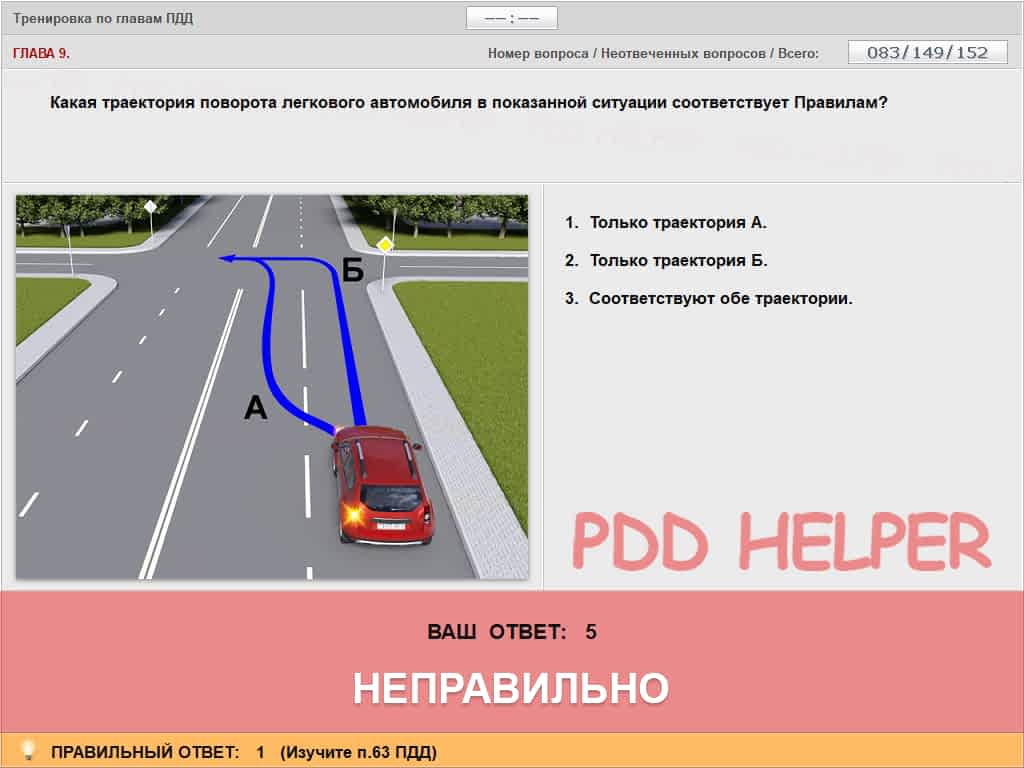 Тренировка по главам ПДД
—— : ——
ГЛАВА 9.
Номер вопроса / Неотвеченных вопросов / Всего:
083/149/152
Какая траектория поворота легкового автомобиля в показанной ситуации соответствует Правилам?
Б
А
1. Только траектория А.
2. Только траектория Б.
3. Соответствуют обе траектории.
PDD HELPER
ВАШ ОТВЕТ: 5
НЕПРАВИЛЬНО
ПРАВИЛЬНЫЙ ОТВЕТ: 1 (Изучите п.63 ПДД)